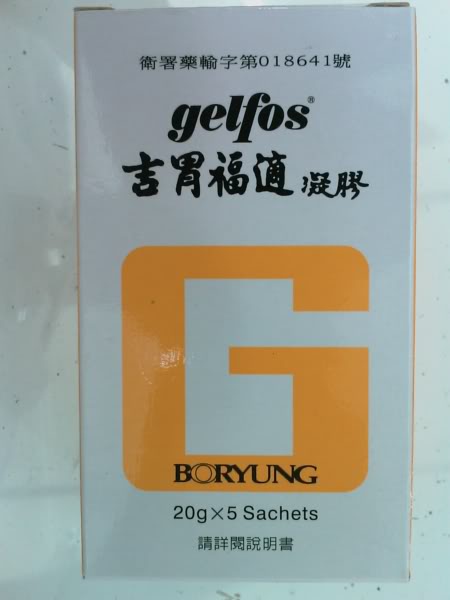 衛署藥輸字第018641號
gelfos®
吉胃福適凝膠
BORYUNG
20g×5 Sachets
請詳閱說明書